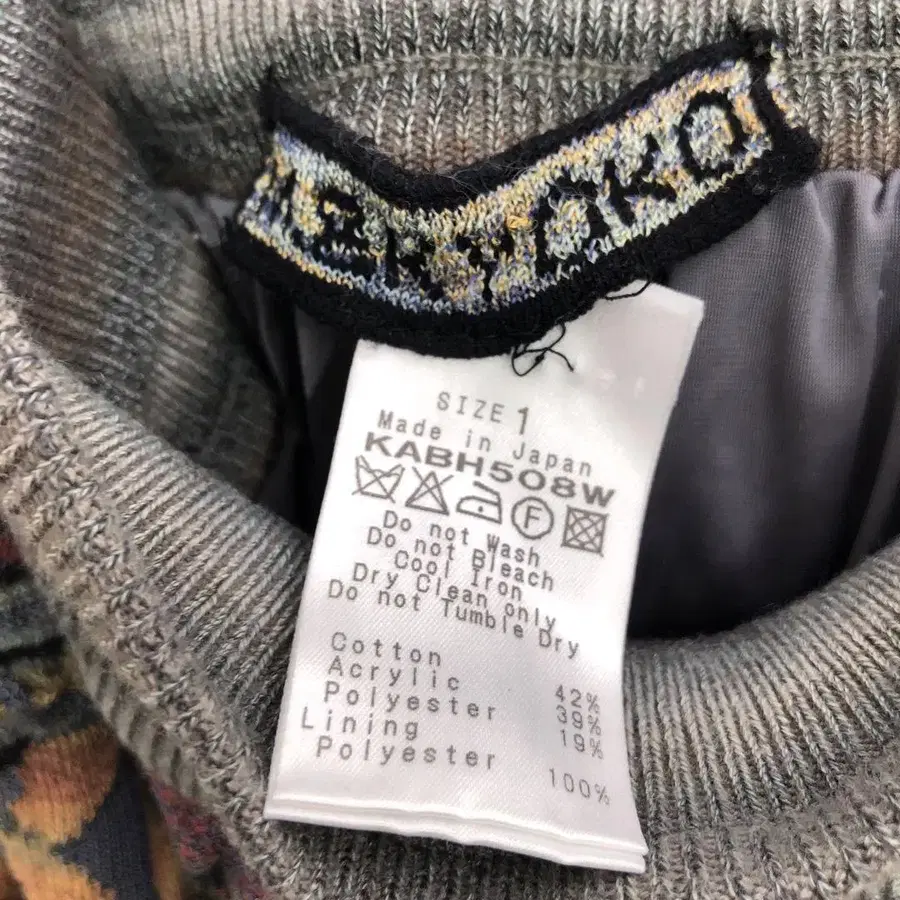 SIZE 1
Made in Japan
KABH508W
F
Do not Wash
Do not Bleach
Cool Iron
Dry Clean only
Do not Tumble Dry
Cotton 42%
Acrylic 39%
Polyester 19%
Lining
Polyester 100%